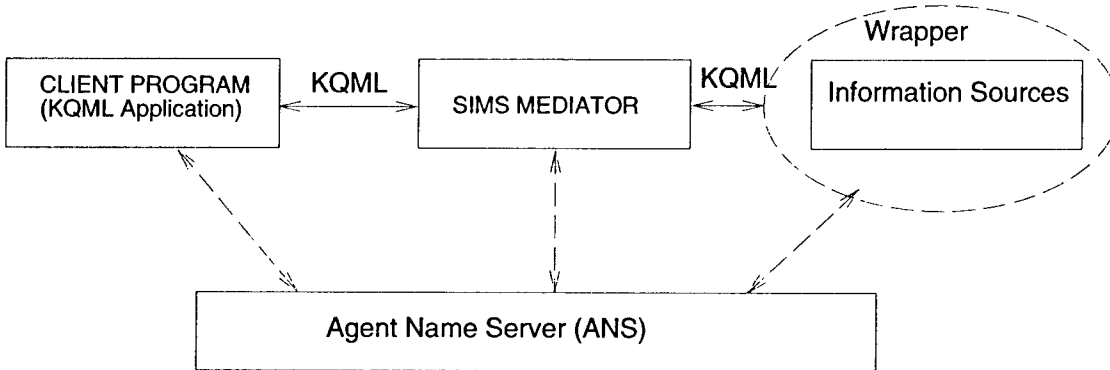 Wrapper
CLIENT PROGRAM
(KQML Application)
KQML
SIMS MEDIATOR
KQML
Information Sources
Agent Name Server (ANS)